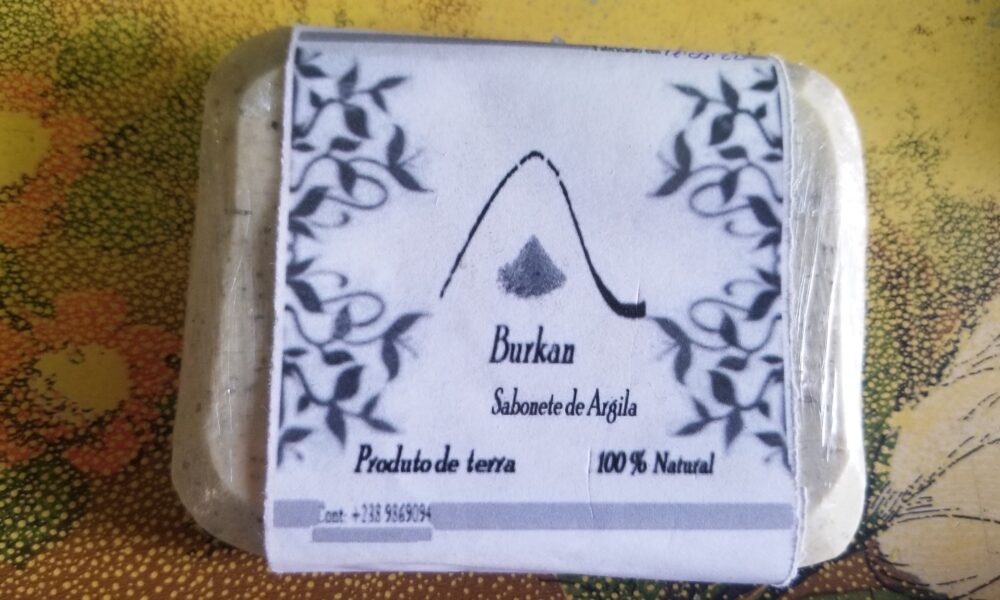 Burkan
Sabonete de Argila
Produto de terra 100 % Natural
Cont: +238 9869094